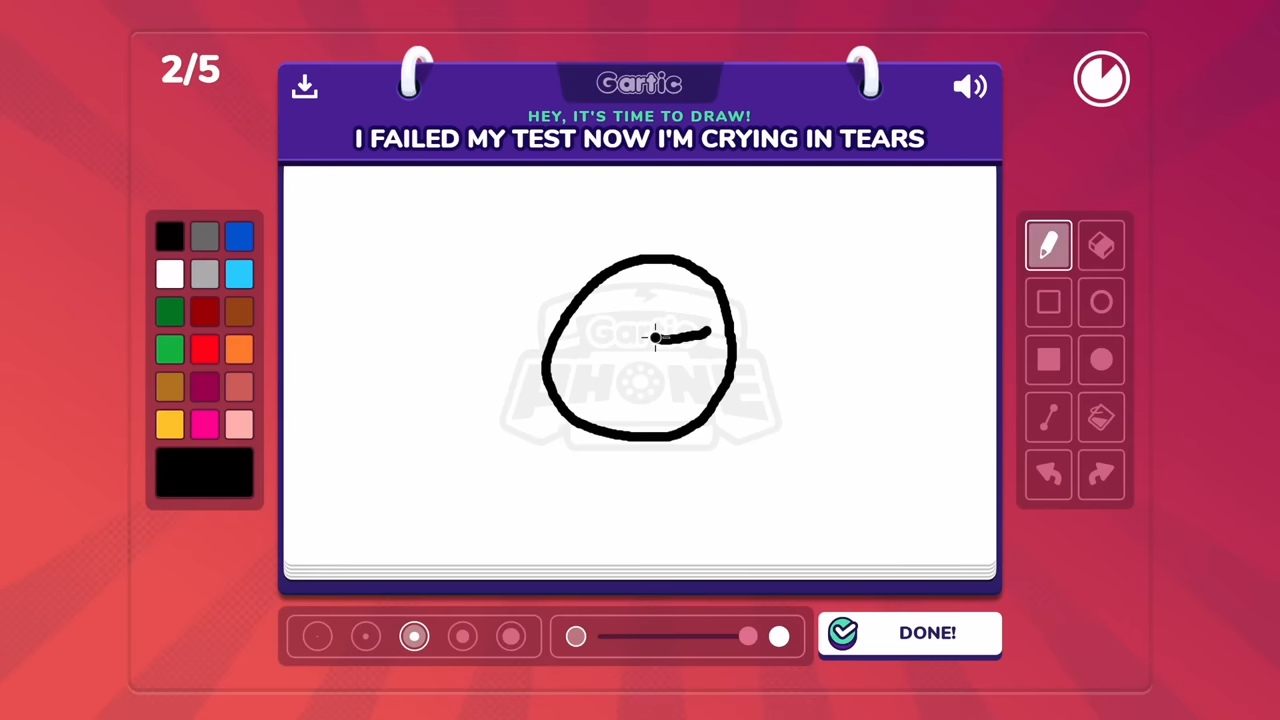 2/5
Gartic
HEY, IT'S TIME TO DRAW!
I FAILED MY TEST NOW I'M CRYING IN TEARS
Gartic
PHONE
DONE!